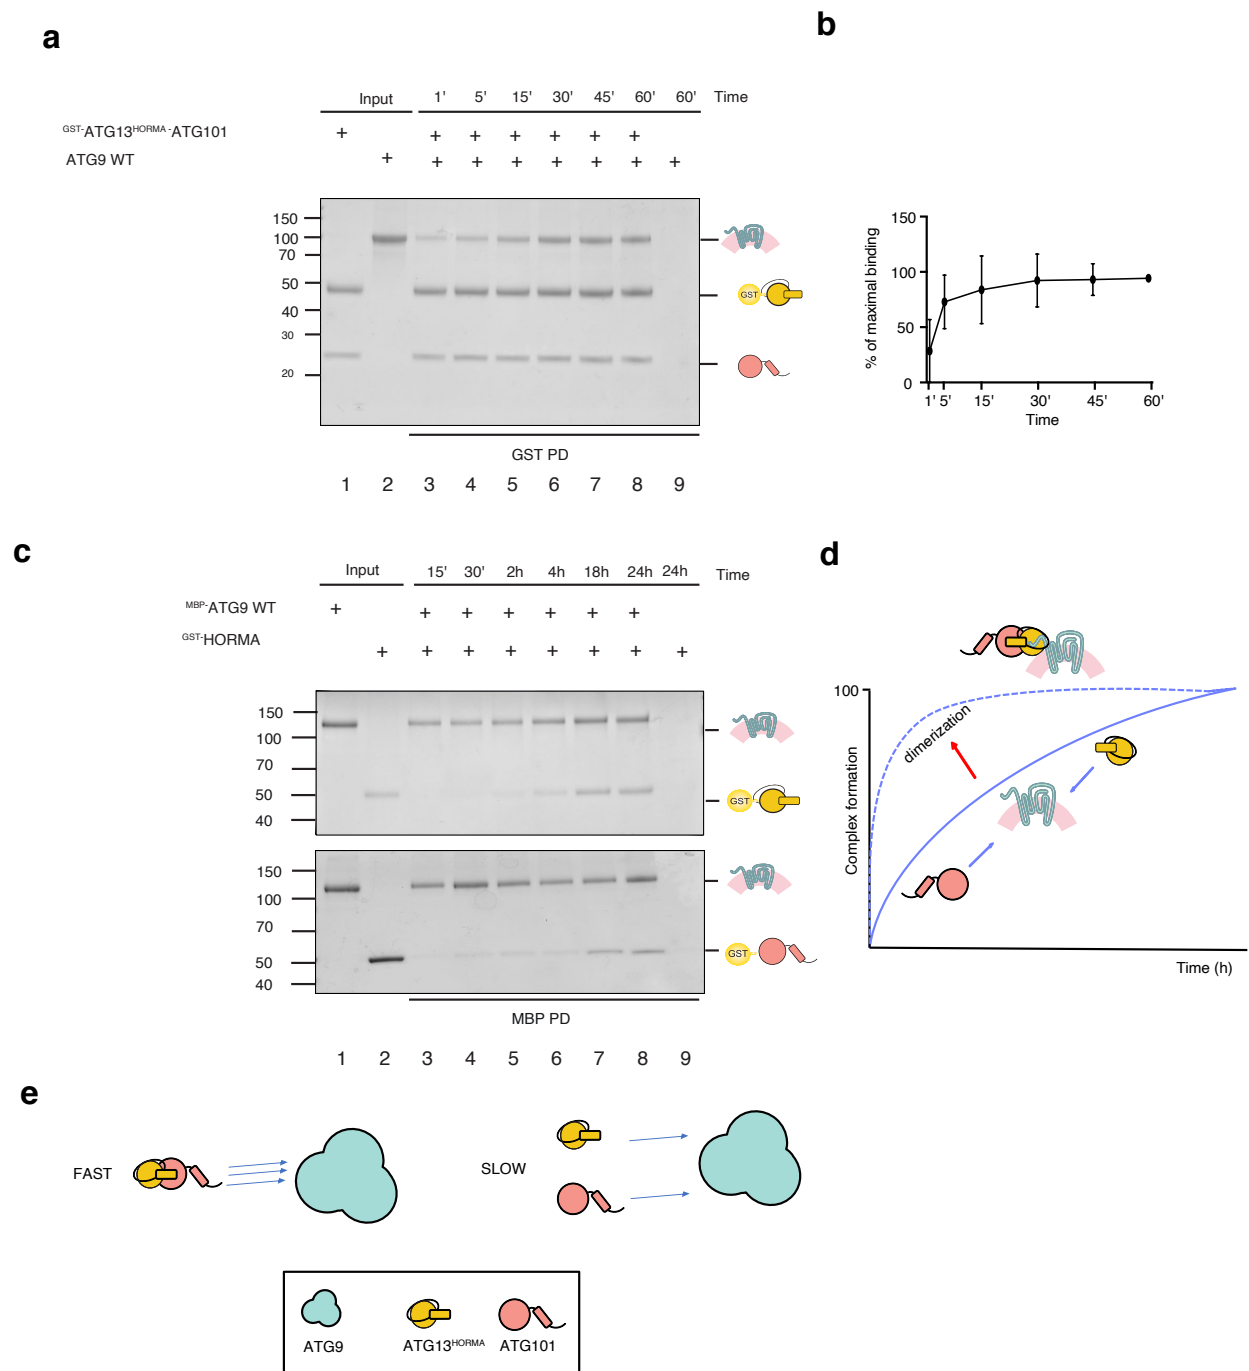 a
Input 1' 5' 15' 30' 45' 60' 60' Time
GST-ATG13HORMA-ATG101 + + + + + + +
ATG9 WT + + + + + + + +
150
100
70
50
GST
40
30
20
GST PD
1 2 3 4 5 6 7 8 9
b
150
100
50
0
% of maximal binding
1' 5' 15' 30' 45' 60'
Time
c
Input 15' 30' 2h 4h 18h 24h 24h Time
MBP-ATG9 WT + + + + + + +
GST-HORMA + + + + + + + +
150
100
70
50
GST
40
150
100
70
50
GST
40
MBP PD
1 2 3 4 5 6 7 8 9
d
100
Complex formation
dimerization
Time (h)
e
FAST
SLOW
ATG9 ATG13HORMA ATG101